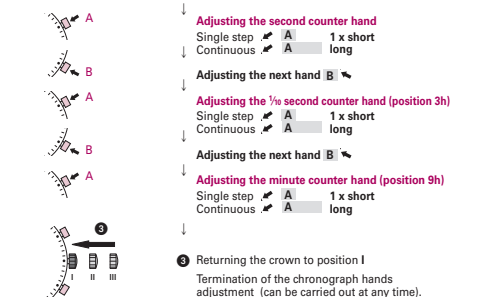 A
Adjusting the second counter hand
Single step A 1 x short
Continuous A long
B
Adjusting the next hand B
A
Adjusting the 1/10 second counter hand (position 3h)
Single step A 1 x short
Continuous A long
B
Adjusting the next hand B
A
Adjusting the minute counter hand (position 9h)
Single step A 1 x short
Continuous A long
3
I II III
3 Returning the crown to position I
Termination of the chronograph hands
adjustment (can be carried out at any time).